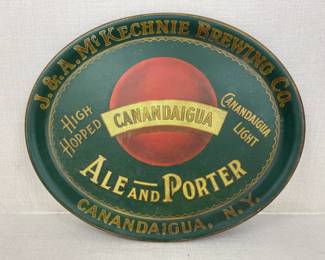 J. & A. McKECHNIE BREWING CO.
HIGH
HOPPED
CANANDAIGUA
CANANDAIGUA
LIGHT
ALE AND PORTER
CANANDAIGUA, N.Y.